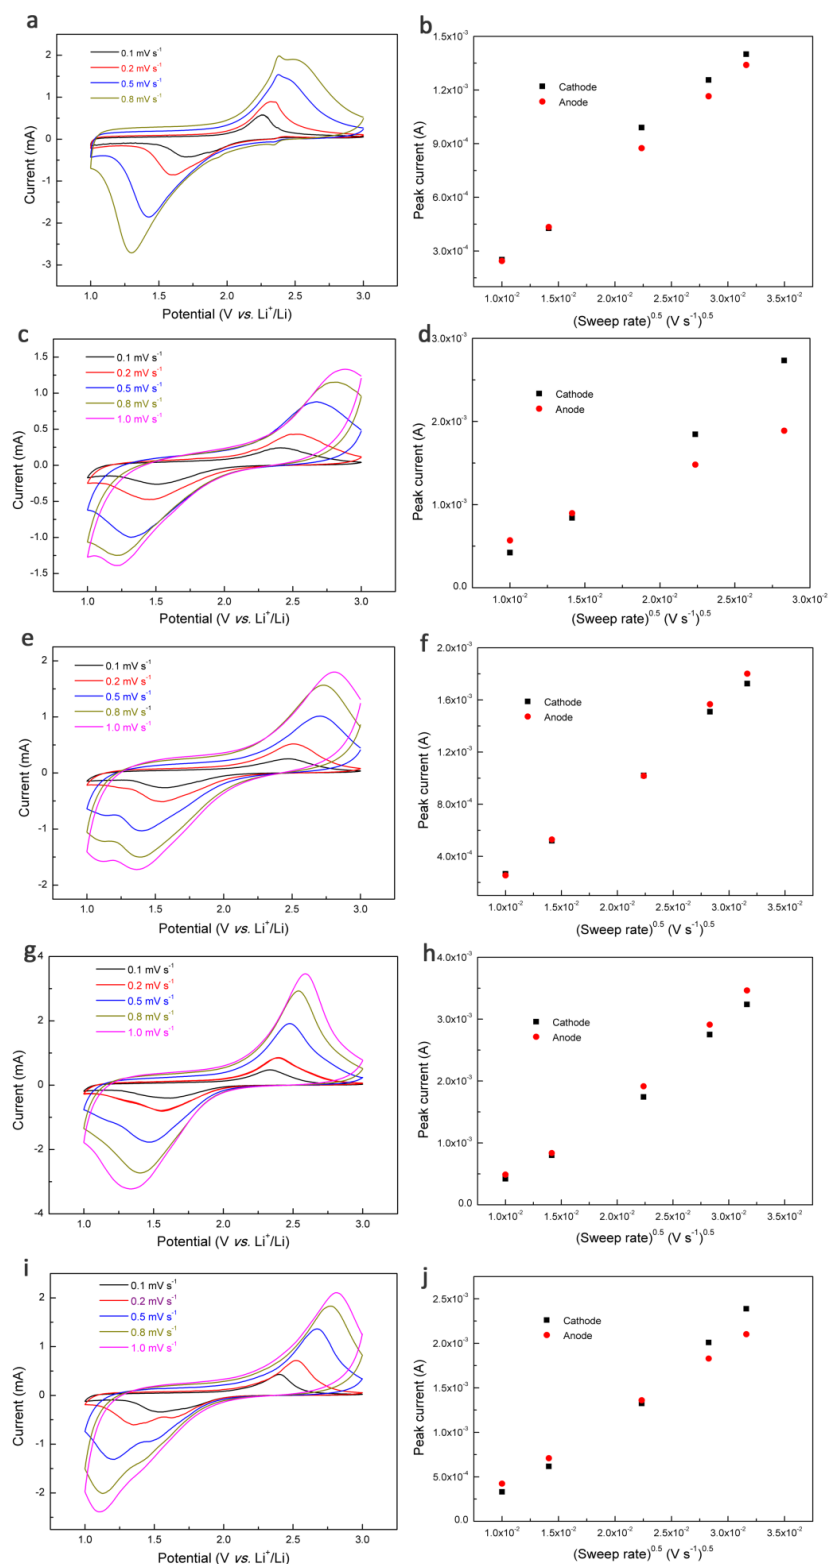 a
0.1 mV s⁻¹
0.2 mV s⁻¹
0.5 mV s⁻¹
0.8 mV s⁻¹
2
1
0
-1
-2
-3
Current (mA)
1.0 1.5 2.0 2.5 3.0
Potential (V vs. Li⁺/Li)
b
Cathode
Anode
1.5x10⁻³
1.2x10⁻³
9.0x10⁻⁴
6.0x10⁻⁴
3.0x10⁻⁴
Peak current (A)
1.0x10⁻² 1.5x10⁻² 2.0x10⁻² 2.5x10⁻² 3.0x10⁻² 3.5x10⁻²
(Sweep rate)⁰·⁵ (V s⁻¹)⁰·⁵
c
0.1 mV s⁻¹
0.2 mV s⁻¹
0.5 mV s⁻¹
0.8 mV s⁻¹
1.0 mV s⁻¹
1.5
1.0
0.5
0.0
-0.5
-1.0
-1.5
Current (mA)
1.0 1.5 2.0 2.5 3.0
Potential (V vs. Li⁺/Li)
d
Cathode
Anode
3.0x10⁻³
2.0x10⁻³
1.0x10⁻³
0.0
Peak current (A)
1.0x10⁻² 1.5x10⁻² 2.0x10⁻² 2.5x10⁻² 3.0x10⁻²
(Sweep rate)⁰·⁵ (V s⁻¹)⁰·⁵
e
0.1 mV s⁻¹
0.2 mV s⁻¹
0.5 mV s⁻¹
0.8 mV s⁻¹
1.0 mV s⁻¹
2
1
0
-1
-2
Current (mA)
1.0 1.5 2.0 2.5 3.0
Potential (V vs. Li⁺/Li)
f
Cathode
Anode
2.0x10⁻³
1.6x10⁻³
1.2x10⁻³
8.0x10⁻⁴
4.0x10⁻⁴
Peak current (A)
1.0x10⁻² 1.5x10⁻² 2.0x10⁻² 2.5x10⁻² 3.0x10⁻² 3.5x10⁻²
(Sweep rate)⁰·⁵ (V s⁻¹)⁰·⁵
g
0.1 mV s⁻¹
0.2 mV s⁻¹
0.5 mV s⁻¹
0.8 mV s⁻¹
1.0 mV s⁻¹
4
2
0
-2
-4
Current (mA)
1.0 1.5 2.0 2.5 3.0
Potential (V vs. Li⁺/Li)
h
Cathode
Anode
4.0x10⁻³
3.0x10⁻³
2.0x10⁻³
1.0x10⁻³
0.0
Peak current (A)
1.0x10⁻² 1.5x10⁻² 2.0x10⁻² 2.5x10⁻² 3.0x10⁻² 3.5x10⁻²
(Sweep rate)⁰·⁵ (V s⁻¹)⁰·⁵
i
0.1 mV s⁻¹
0.2 mV s⁻¹
0.5 mV s⁻¹
0.8 mV s⁻¹
1.0 mV s⁻¹
2
1
0
-1
-2
Current (mA)
1.0 1.5 2.0 2.5 3.0
Potential (V vs. Li⁺/Li)
j
Cathode
Anode
2.5x10⁻³
2.0x10⁻³
1.5x10⁻³
1.0x10⁻³
5.0x10⁻⁴
0.0
Peak current (A)
1.0x10⁻² 1.5x10⁻² 2.0x10⁻² 2.5x10⁻² 3.0x10⁻² 3.5x10⁻²
(Sweep rate)⁰·⁵ (V s⁻¹)⁰·⁵